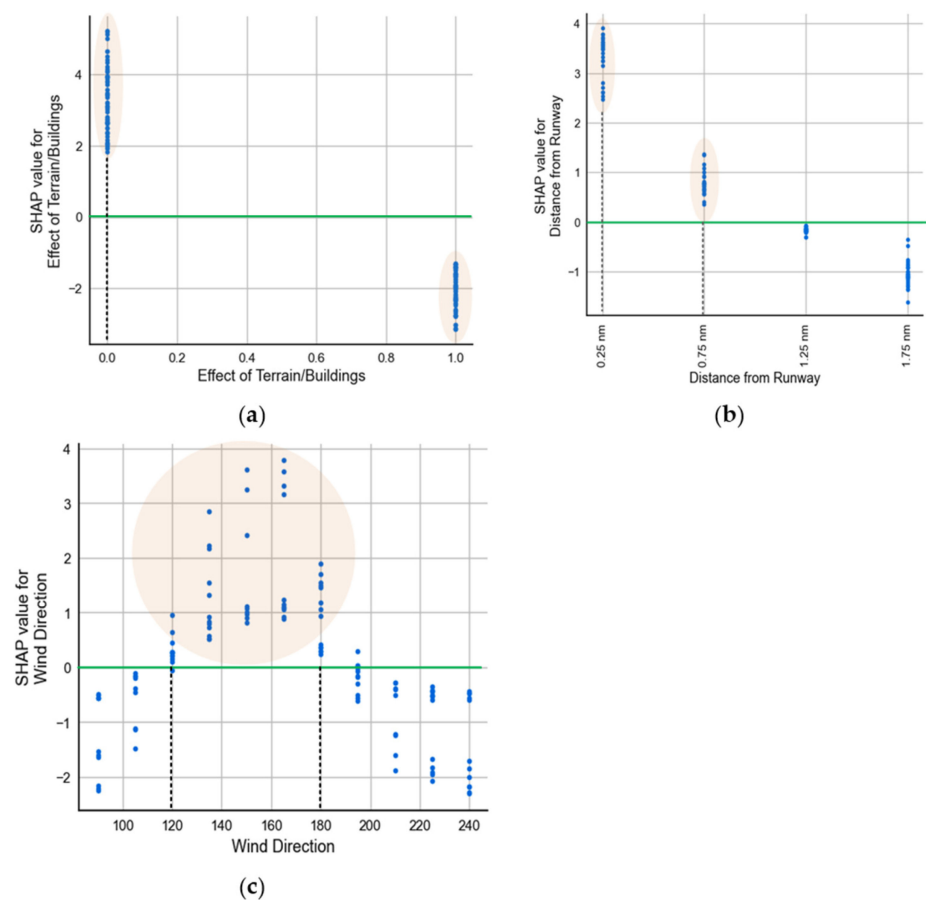 SHAP value for
Effect of Terrain/Buildings
4
2
0
−2
0.0 0.2 0.4 0.6 0.8 1.0
Effect of Terrain/Buildings
(a)
SHAP value for
Distance from Runway
4
3
2
1
0
−1
0.25 nm 0.75 nm 1.25 nm 1.75 nm
Distance from Runway
(b)
SHAP value for
Wind Direction
4
3
2
1
0
−1
−2
100 120 140 160 180 200 220 240
Wind Direction
(c)